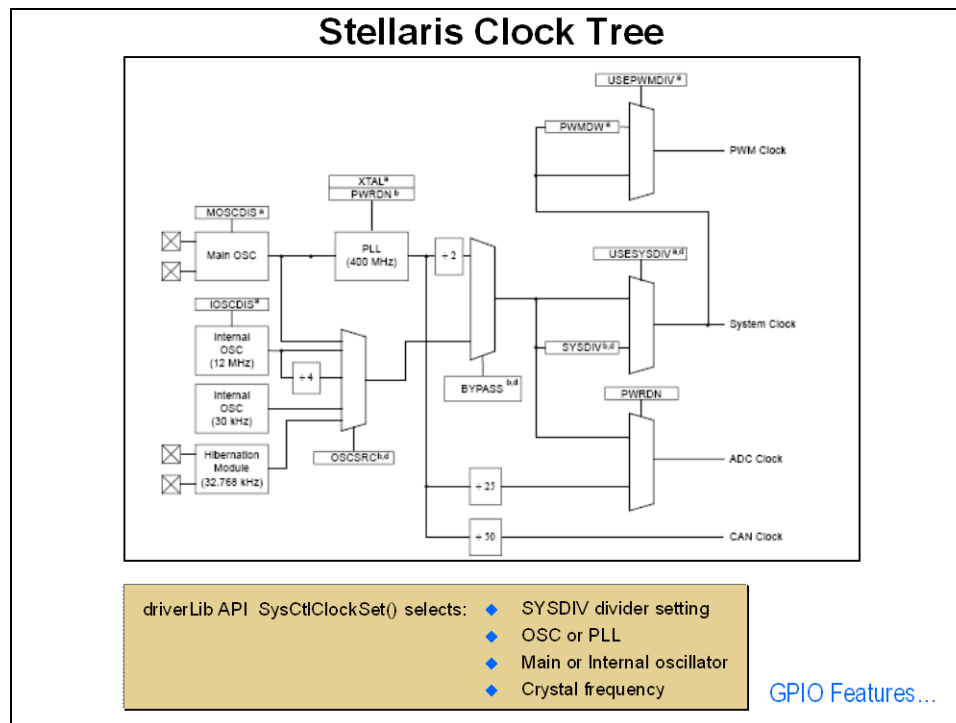 Stellaris Clock Tree
USEPWMDIV a
PWMDW a
PWM Clock
XTAL a
PWRDN b
MOSCDIS a
Main OSC
PLL
(400 MHz)
÷ 2
USESYSDIV a,d
IOSCDIS a
Internal
OSC
(12 MHz)
÷ 4
System Clock
SYSDIV b,d
BYPASS b,d
Internal
OSC
(30 kHz)
PWRDN
OSCSRC b,d
Hibernation
Module
(32.768 kHz)
ADC Clock
÷ 25
÷ 50
CAN Clock
driverLib API SysCtlClockSet() selects:
◆ SYSDIV divider setting
◆ OSC or PLL
◆ Main or Internal oscillator
◆ Crystal frequency
GPIO Features...